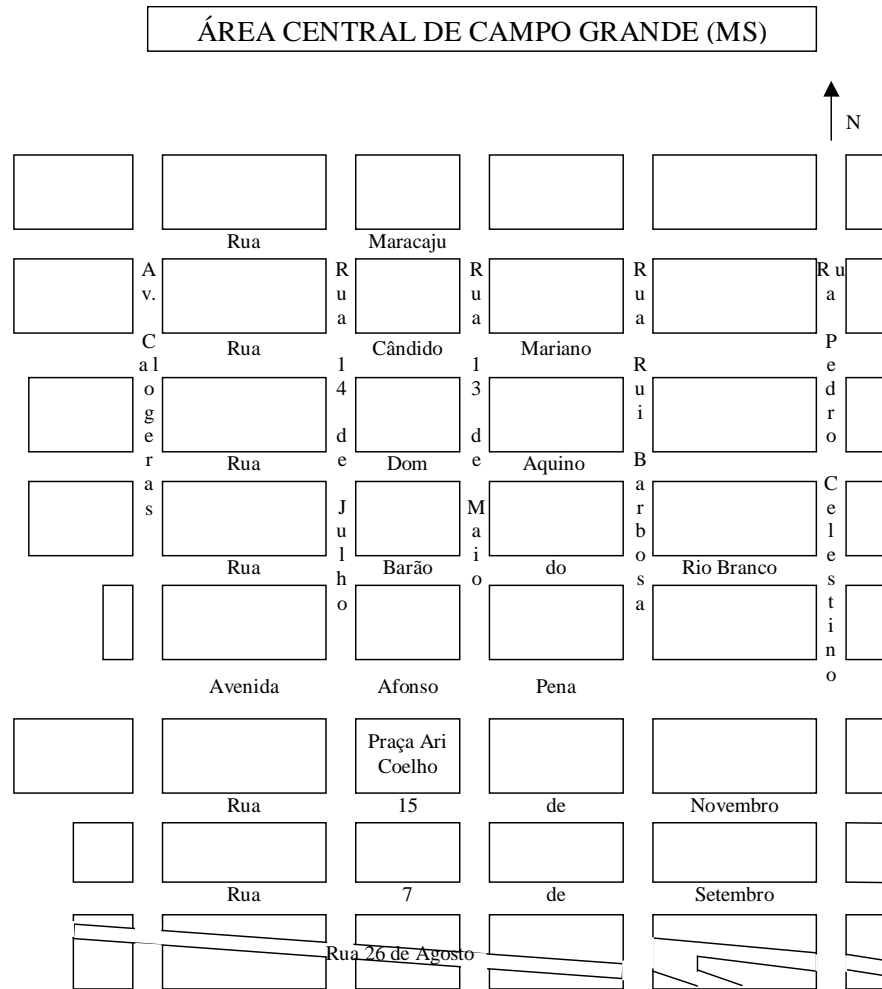 ÁREA CENTRAL DE CAMPO GRANDE (MS)
N
Rua Maracaju
Av. Calogeras
Rua 14 de Julho
Rua 13 de Maio
Rua Rui Barbosa
Rua Pedro Celestino
Rua Cândido Mariano
Rua Dom Aquino
Rua Barão do Rio Branco
Avenida Afonso Pena
Praça Ari
Coelho
Rua 15 de Novembro
Rua 7 de Setembro
Rua 26 de Agosto